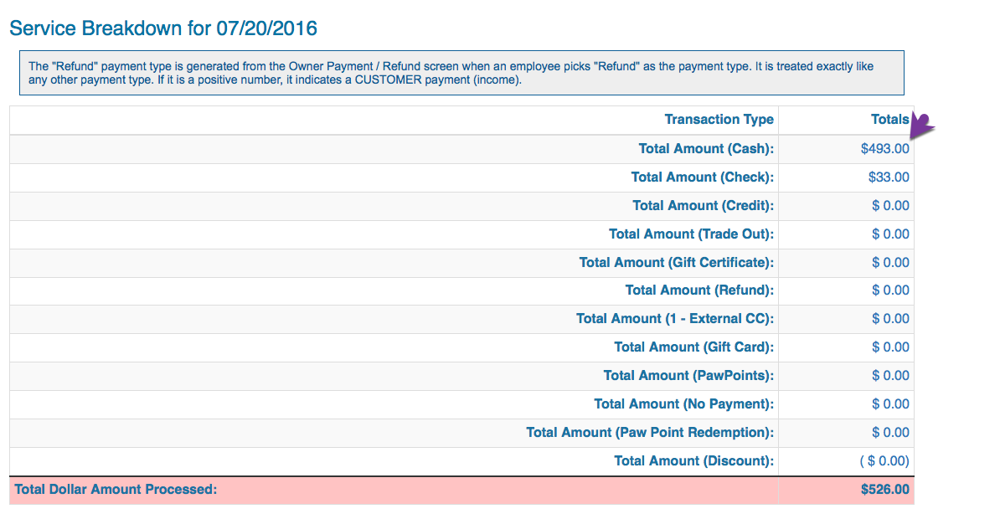 Service Breakdown for 07/20/2016
The "Refund" payment type is generated from the Owner Payment / Refund screen when an employee picks "Refund" as the payment type. It is treated exactly like
any other payment type. If it is a positive number, it indicates a CUSTOMER payment (income).
Transaction Type Totals
Total Amount (Cash): $493.00
Total Amount (Check): $33.00
Total Amount (Credit): $ 0.00
Total Amount (Trade Out): $ 0.00
Total Amount (Gift Certificate): $ 0.00
Total Amount (Refund): $ 0.00
Total Amount (1 - External CC): $ 0.00
Total Amount (Gift Card): $ 0.00
Total Amount (PawPoints): $ 0.00
Total Amount (No Payment): $ 0.00
Total Amount (Paw Point Redemption): $ 0.00
Total Amount (Discount): ( $ 0.00)
Total Dollar Amount Processed: $526.00